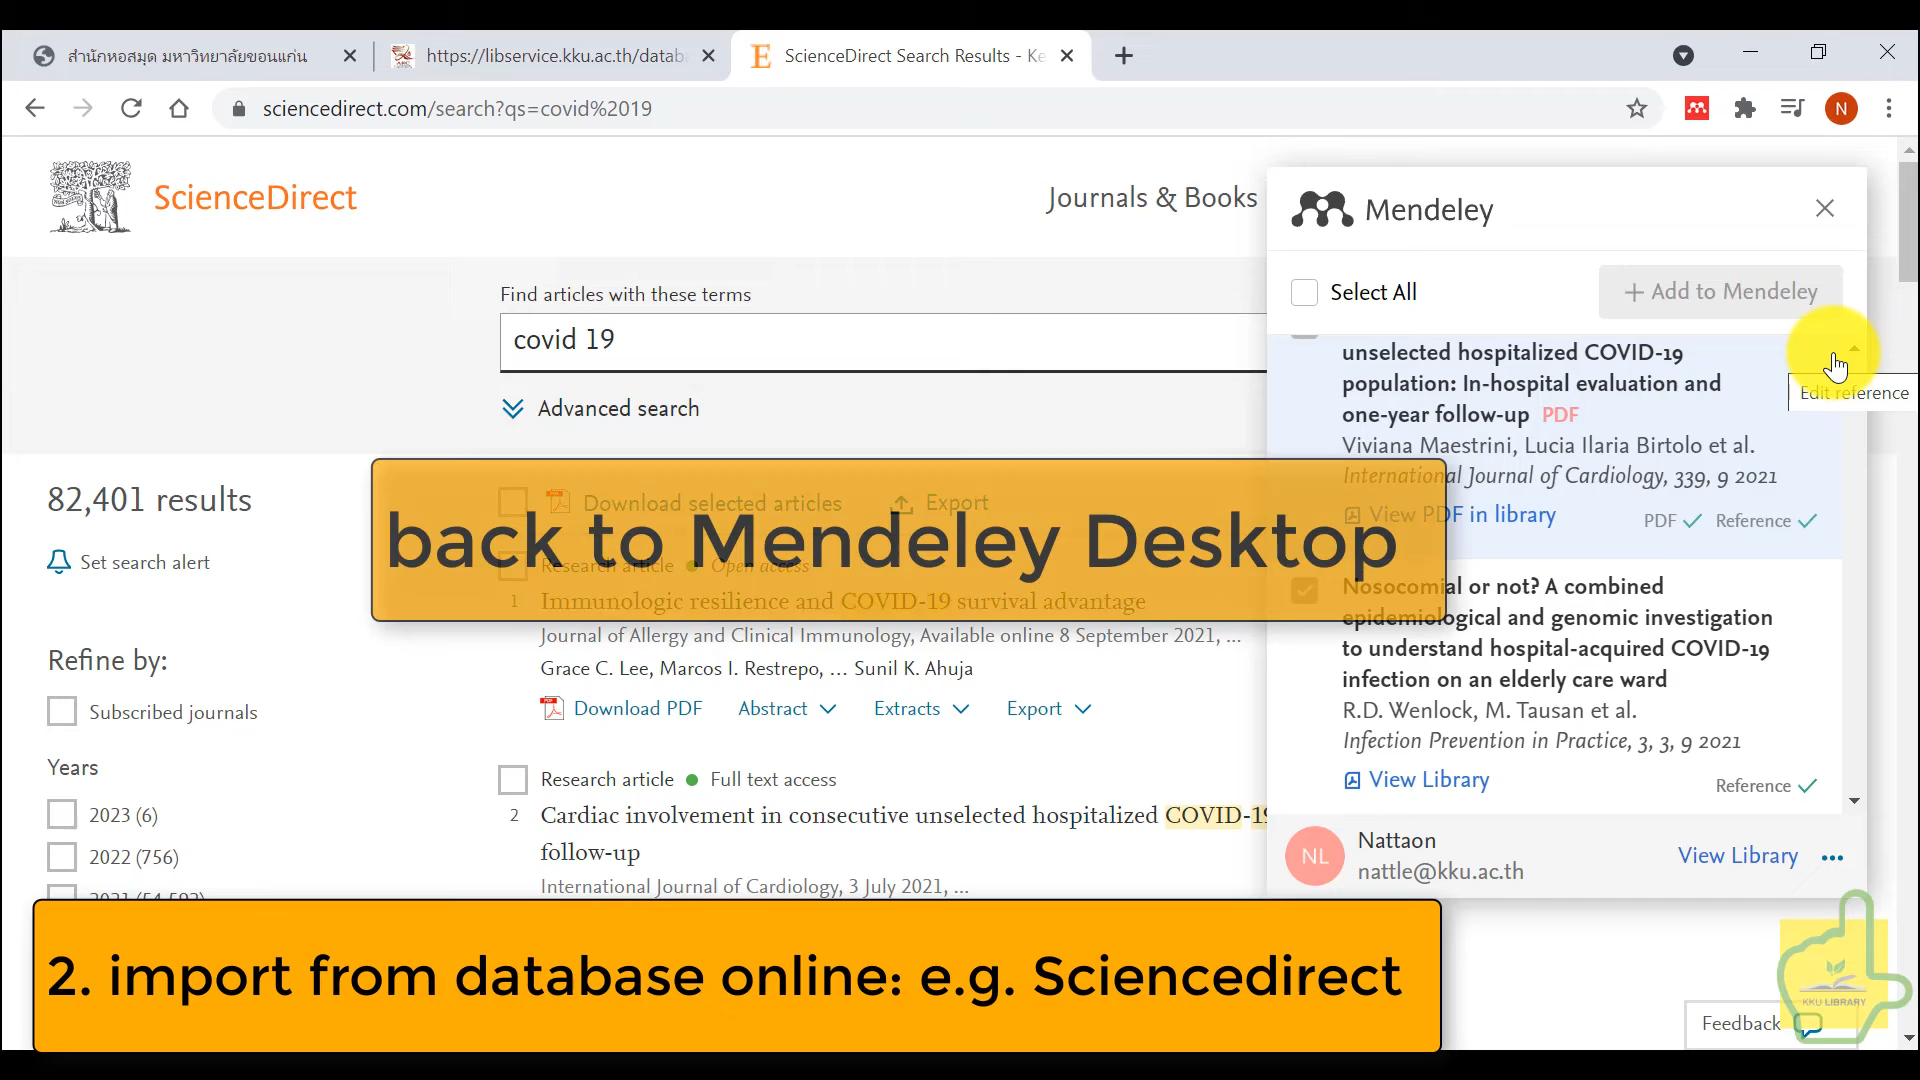 สำนักหอสมุด มหาวิทยาลัยขอนแก่น
https://libservice.kku.ac.th/datab
ScienceDirect Search Results - Ke
sciencedirect.com/search?qs=covid%2019
N
ScienceDirect
Journals & Books
Mendeley
Find articles with these terms
covid 19
Advanced search
Select All
+ Add to Mendeley
Edit reference
unselected hospitalized COVID-19
population: In-hospital evaluation and
one-year follow-up PDF
Viviana Maestrini, Lucia Ilaria Birtolo et al.
International Journal of Cardiology, 339, 9 2021
View PDF in library
PDF Reference
Nosocomial or not? A combined
epidemiological and genomic investigation
to understand hospital-acquired COVID-19
infection on an elderly care ward
R.D. Wenlock, M. Tausan et al.
Infection Prevention in Practice, 3, 3, 9 2021
View Library
Reference
NL
Nattaon
nattle@kku.ac.th
View Library
82,401 results
Set search alert
Refine by:
Subscribed journals
Years
2023 (6)
2022 (756)
2021 (54,592)
Download selected articles
Export
back to Mendeley Desktop
Research article Open access
1 Immunologic resilience and COVID-19 survival advantage
Journal of Allergy and Clinical Immunology, Available online 8 September 2021, ...
Grace C. Lee, Marcos I. Restrepo, ... Sunil K. Ahuja
Download PDF Abstract Extracts Export
Research article Full text access
2 Cardiac involvement in consecutive unselected hospitalized COVID-19
follow-up
International Journal of Cardiology, 3 July 2021, ...
2. import from database online: e.g. Sciencedirect
KKU LIBRARY
Feedback